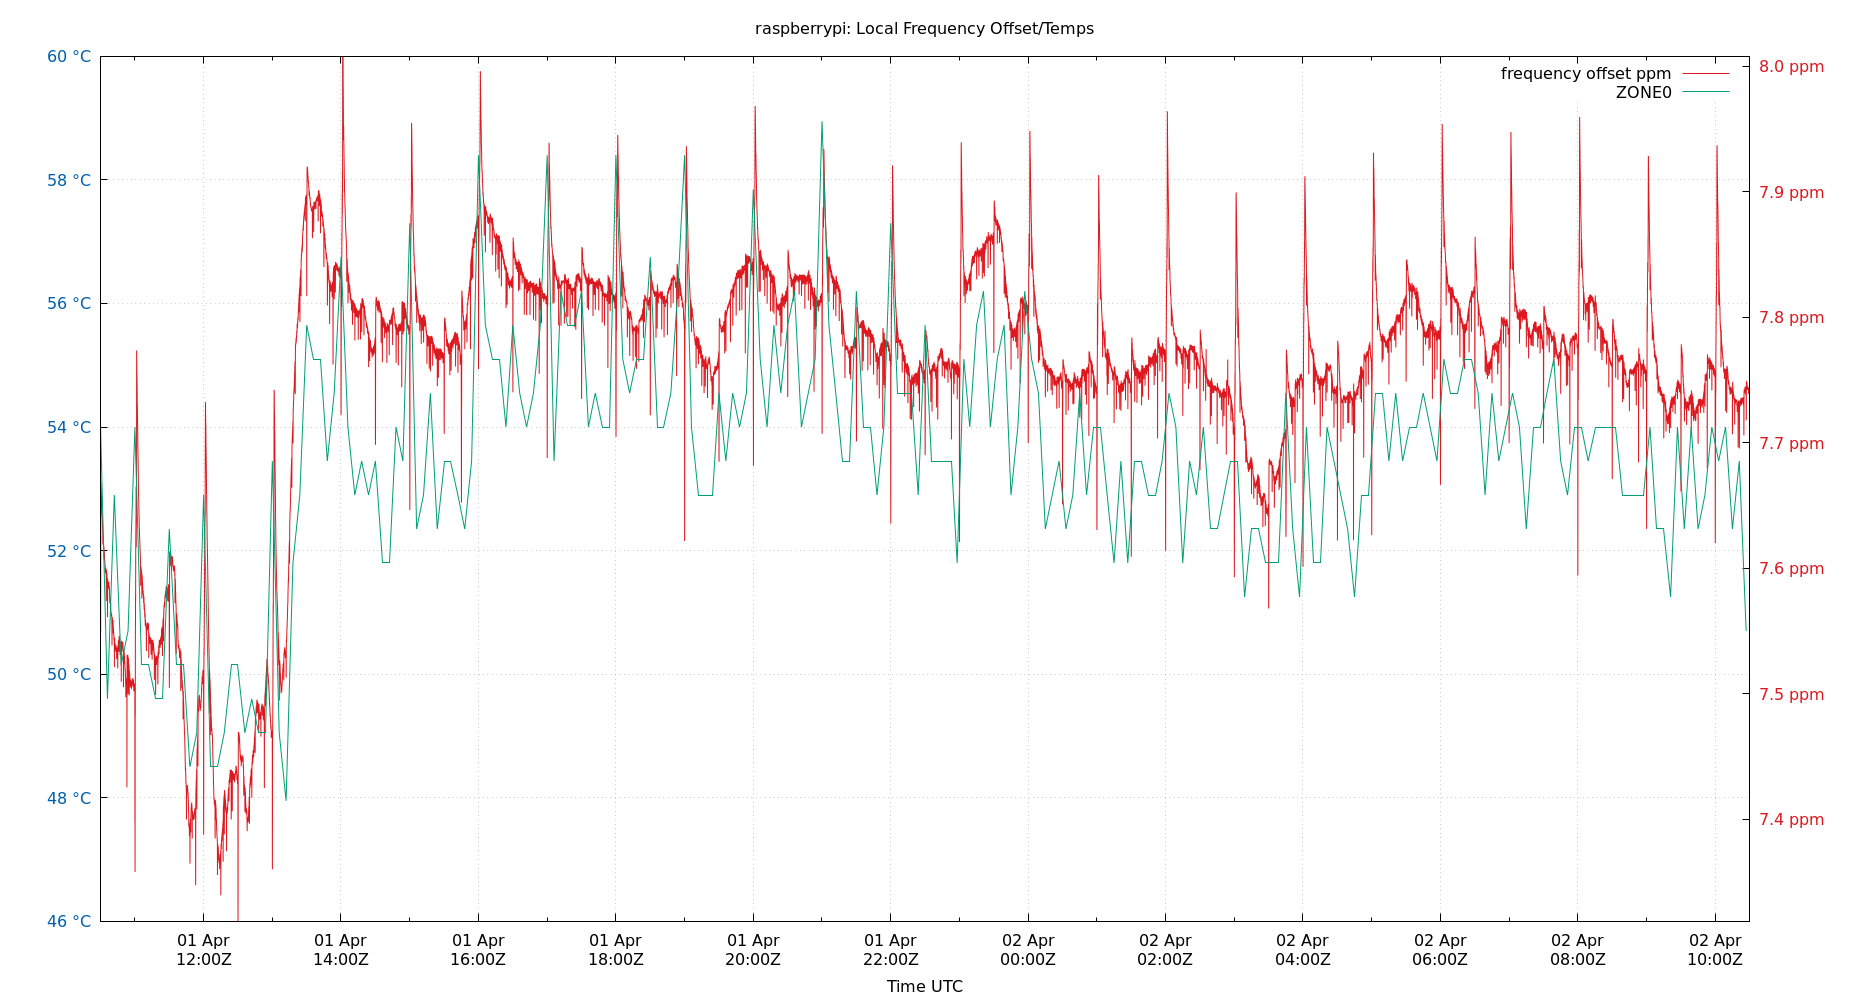 raspberrypi: Local Frequency Offset/Temps
frequency offset ppm
ZONE0
60 °C
58 °C
56 °C
54 °C
52 °C
50 °C
48 °C
46 °C
8.0 ppm
7.9 ppm
7.8 ppm
7.7 ppm
7.6 ppm
7.5 ppm
7.4 ppm
01 Apr 01 Apr 01 Apr 01 Apr 01 Apr 01 Apr 02 Apr 02 Apr 02 Apr 02 Apr 02 Apr 02 Apr
12:00Z 14:00Z 16:00Z 18:00Z 20:00Z 22:00Z 00:00Z 02:00Z 04:00Z 06:00Z 08:00Z 10:00Z
Time UTC